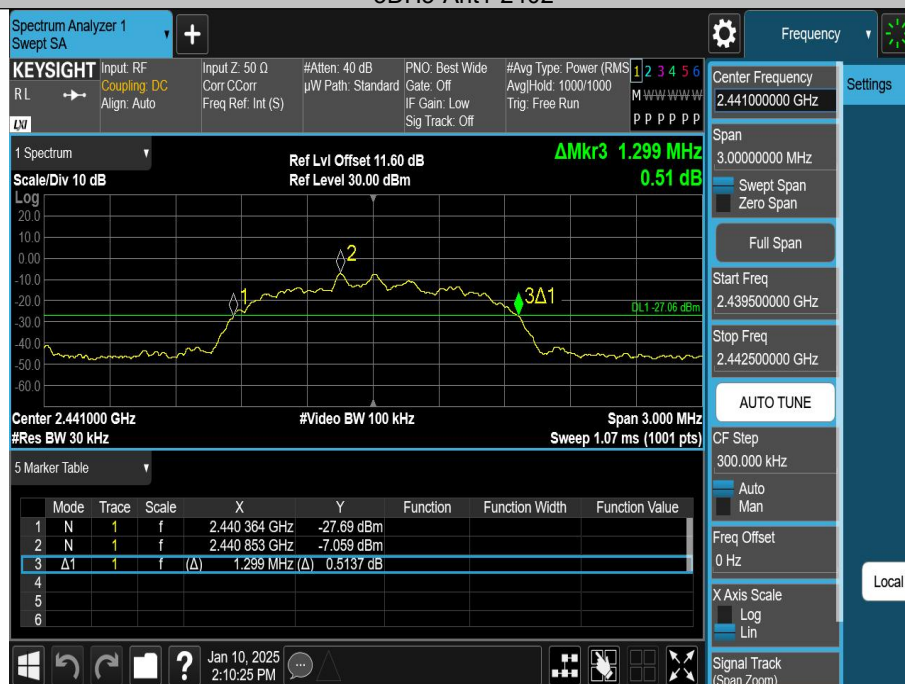 Spectrum Analyzer 1
Swept SA
Frequency
KEYSIGHT
RL
LXI
Input: RF
Coupling: DC
Align: Auto
Input Z: 50 Ω
Corr CCorr
Freq Ref: Int (S)
#Atten: 40 dB
µW Path: Standard
PNO: Best Wide
Gate: Off
IF Gain: Low
Sig Track: Off
#Avg Type: Power (RMS
Avg|Hold: 1000/1000
Trig: Free Run
1 2 3 4 5 6
M W W W W W
P P P P P P
Center Frequency
2.441000000 GHz
Settings
1 Spectrum
Scale/Div 10 dB
Ref Lvl Offset 11.60 dB
Ref Level 30.00 dBm
ΔMkr3 1.299 MHz
0.51 dB
Log
20.0
10.0
0.00
-10.0
-20.0
-30.0
-40.0
-50.0
-60.0
1
2
3Δ1
DL1 -27.06 dBm
Center 2.441000 GHz
#Video BW 100 kHz
Span 3.000 MHz
#Res BW 30 kHz
Sweep 1.07 ms (1001 pts)
Span
3.00000000 MHz
Swept Span
Zero Span
Full Span
Start Freq
2.439500000 GHz
Stop Freq
2.442500000 GHz
AUTO TUNE
CF Step
300.000 kHz
Auto
Man
Freq Offset
0 Hz
X Axis Scale
Log
Lin
Signal Track
(Span Zoom)
Local
5 Marker Table
Mode Trace Scale X Y Function Function Width Function Value
1 N 1 f 2.440 364 GHz -27.69 dBm
2 N 1 f 2.440 853 GHz -7.059 dBm
3 Δ1 1 f (Δ) 1.299 MHz (Δ) 0.5137 dB
4
5
6
?
Jan 10, 2025
2:10:25 PM